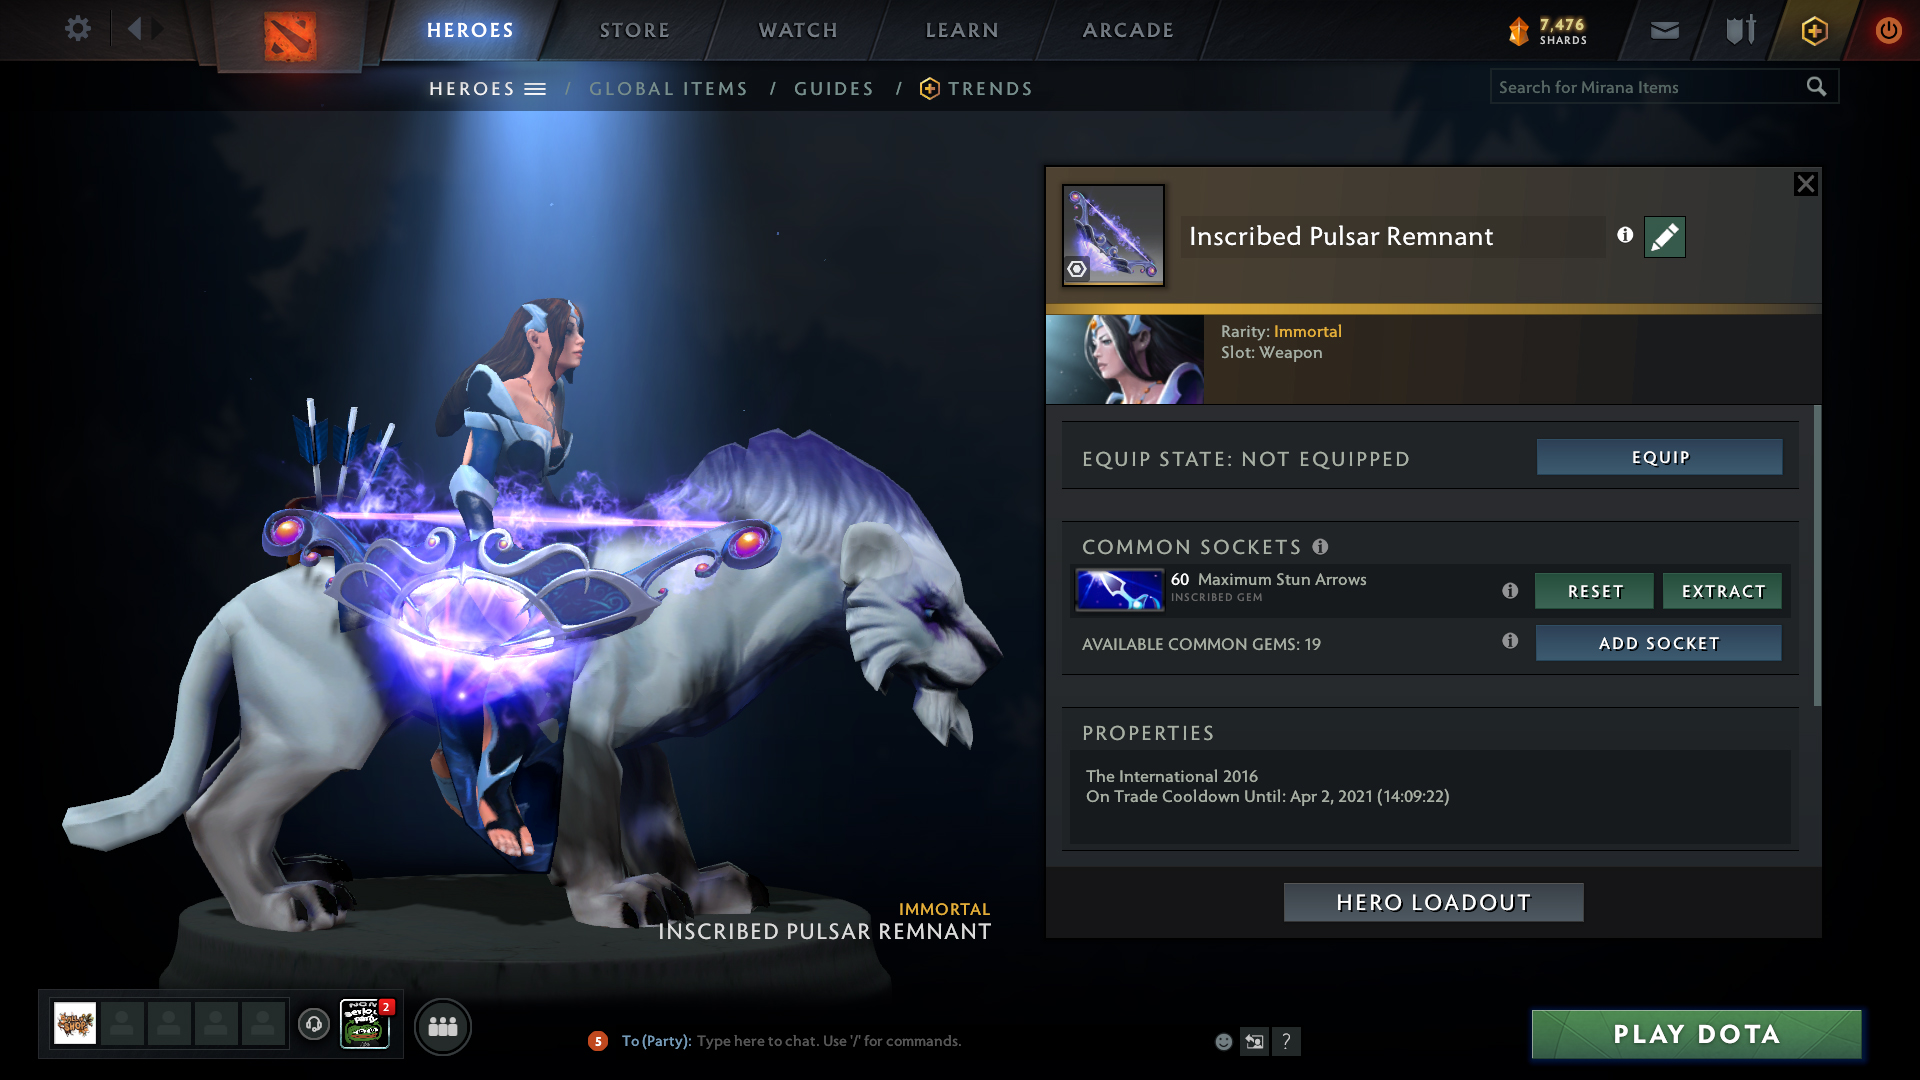 HEROES
STORE
WATCH
LEARN
ARCADE
7,476
SHARDS
HEROES / GLOBAL ITEMS / GUIDES / TRENDS
Search for Mirana Items
Inscribed Pulsar Remnant
Rarity: Immortal
Slot: Weapon
EQUIP STATE: NOT EQUIPPED
EQUIP
COMMON SOCKETS
60 Maximum Stun Arrows
INSCRIBED GEM
RESET
EXTRACT
AVAILABLE COMMON GEMS: 19
ADD SOCKET
PROPERTIES
The International 2016
On Trade Cooldown Until: Apr 2, 2021 (14:09:22)
HERO LOADOUT
IMMORTAL
INSCRIBED PULSAR REMNANT
2
5
To (Party): Type here to chat. Use '/' for commands.
?
PLAY DOTA